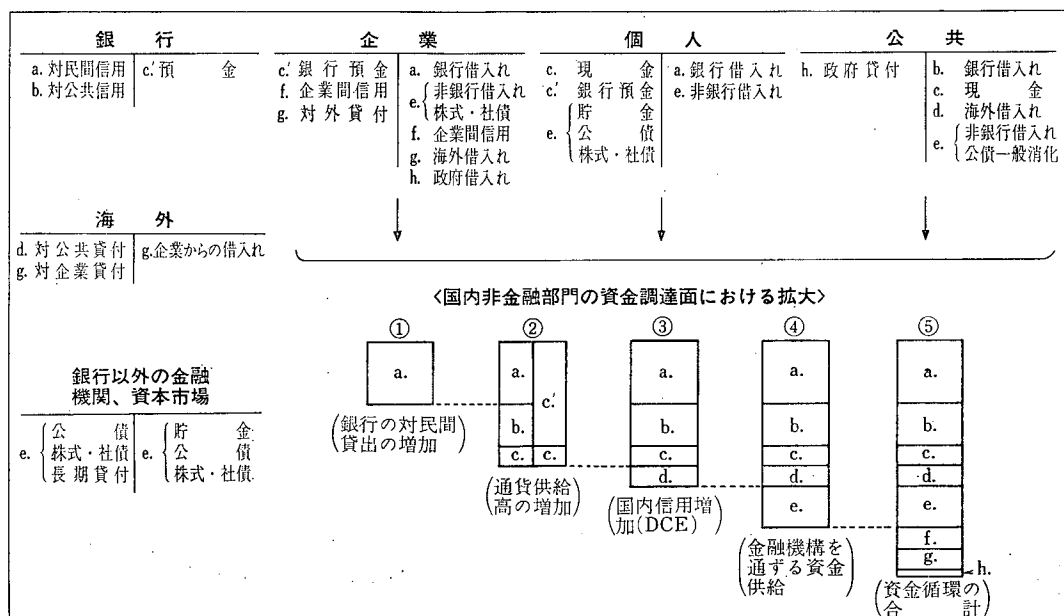 銀行
a. 対民間信用
b. 対公共信用
c.′ 預金
企業
c.′ 銀行預金
f. 企業間信用
g. 対外貸付
a. 銀行借入れ
e. {非銀行借入れ
株式・社債
f. 企業間信用
g. 海外借入れ
h. 政府借入れ
個人
c. 現金
c.′ 銀行預金
e. {貯金
公債
株式・社債
a. 銀行借入れ
e. 非銀行借入れ
公共
h. 政府貸付
b. 銀行借入れ
c. 現金
d. 海外借入れ
e. {非銀行借入れ
公債一般消化
海外
d. 対公共貸付
g. 対企業貸付
g. 企業からの借入れ
銀行以外の金融
機関、資本市場
e. {公債
株式・社債
長期貸付
e. {貯金
公債
株式・社債
<国内非金融部門の資金調達面における拡大>
①
a.
(銀行の対民間
貸出の増加)
②
a.
b.
c.
c.′
c.
(通貨供給
高の増加)
③
a.
b.
c.
d.
(国内信用増
加(DCE))
④
a.
b.
c.
d.
e.
(金融機構を
通ずる資金
供給)
⑤
a.
b.
c.
d.
e.
f.
g.
h.
(資金循環の
合計)